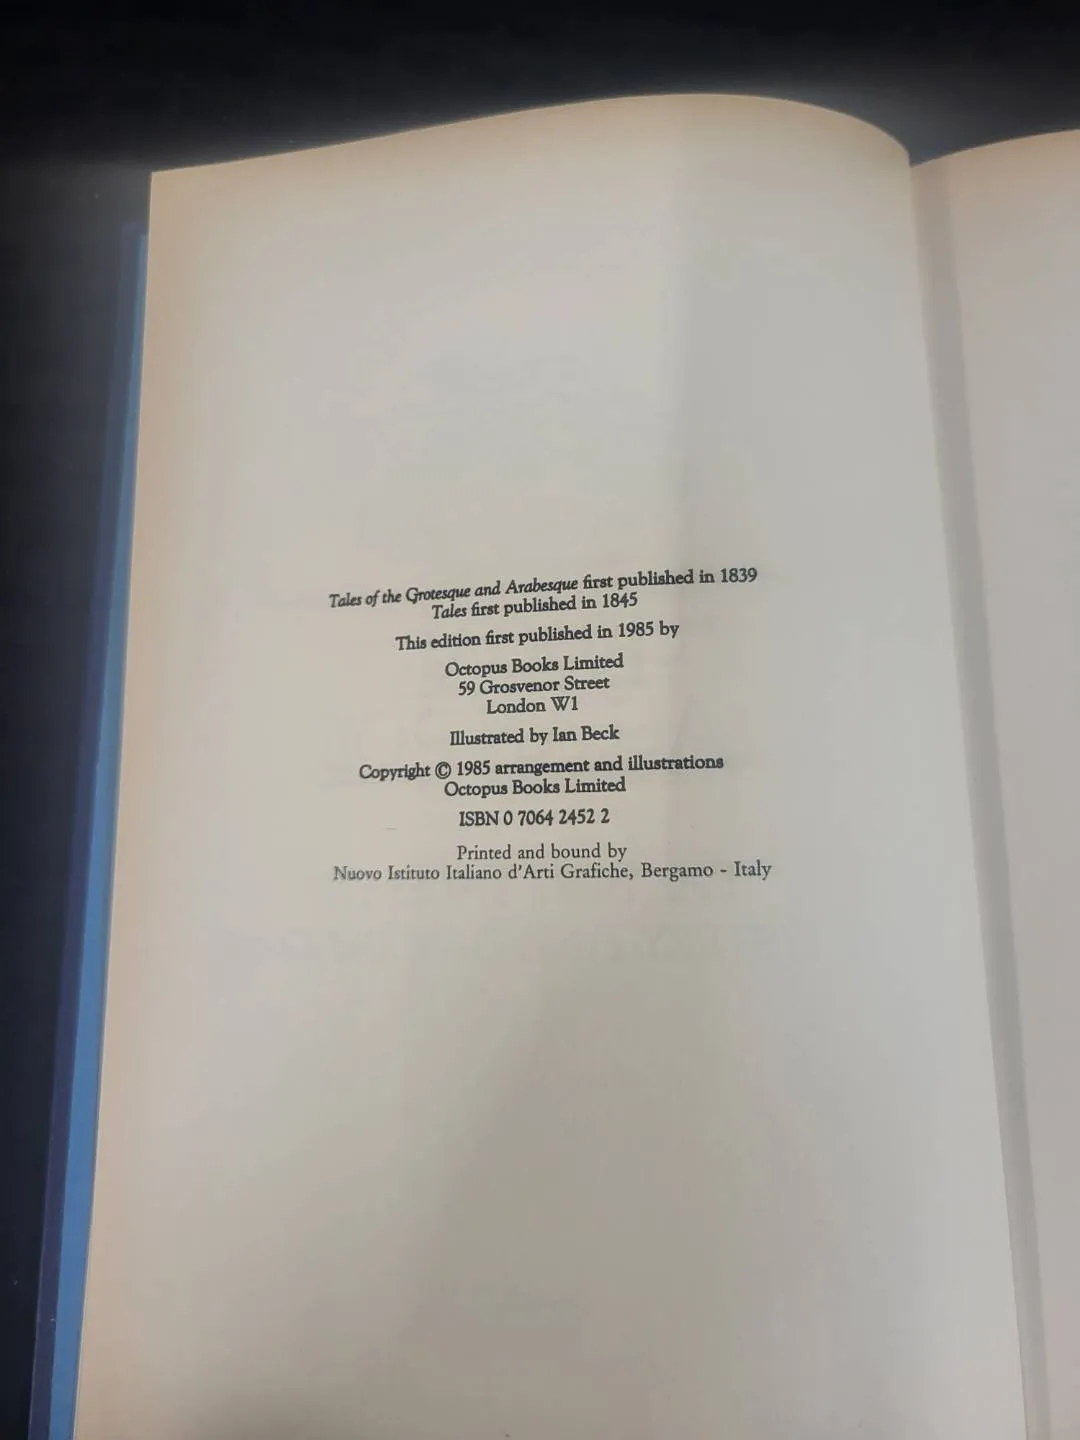 Tales of the Grotesque and Arabesque first published in 1839
Tales first published in 1845
This edition first published in 1985 by
Octopus Books Limited
59 Grosvenor Street
London W1
Illustrated by Ian Beck
Copyright © 1985 arrangement and illustrations
Octopus Books Limited
ISBN 0 7064 2452 2
Printed and bound by
Nuovo Istituto Italiano d'Arti Grafiche, Bergamo - Italy